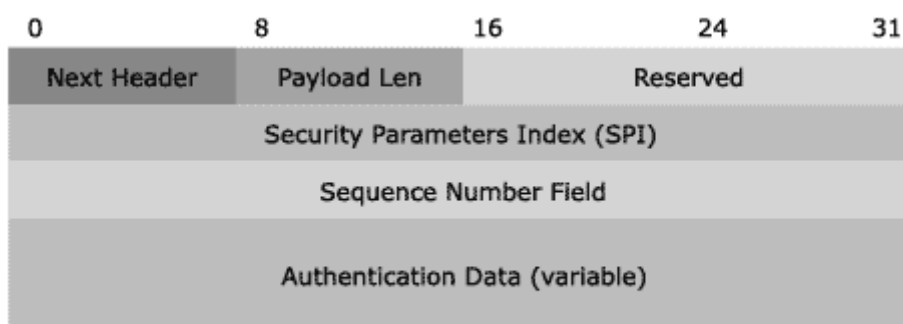 0 8 16 24 31
Next Header Payload Len Reserved
Security Parameters Index (SPI)
Sequence Number Field
Authentication Data (variable)